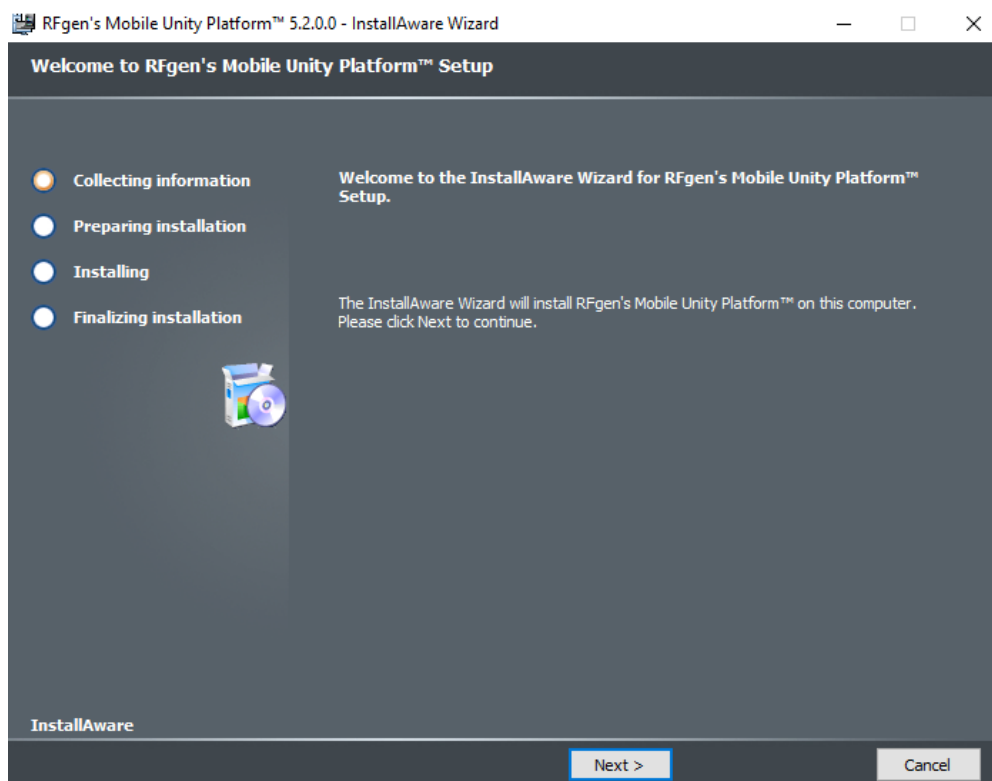 RFgen's Mobile Unity Platform™ 5.2.0.0 - InstallAware Wizard
Welcome to RFgen's Mobile Unity Platform™ Setup
Collecting information
Preparing installation
Installing
Finalizing installation
Welcome to the InstallAware Wizard for RFgen's Mobile Unity Platform™
Setup.
The InstallAware Wizard will install RFgen's Mobile Unity Platform™ on this computer.
Please click Next to continue.
InstallAware
Next >
Cancel